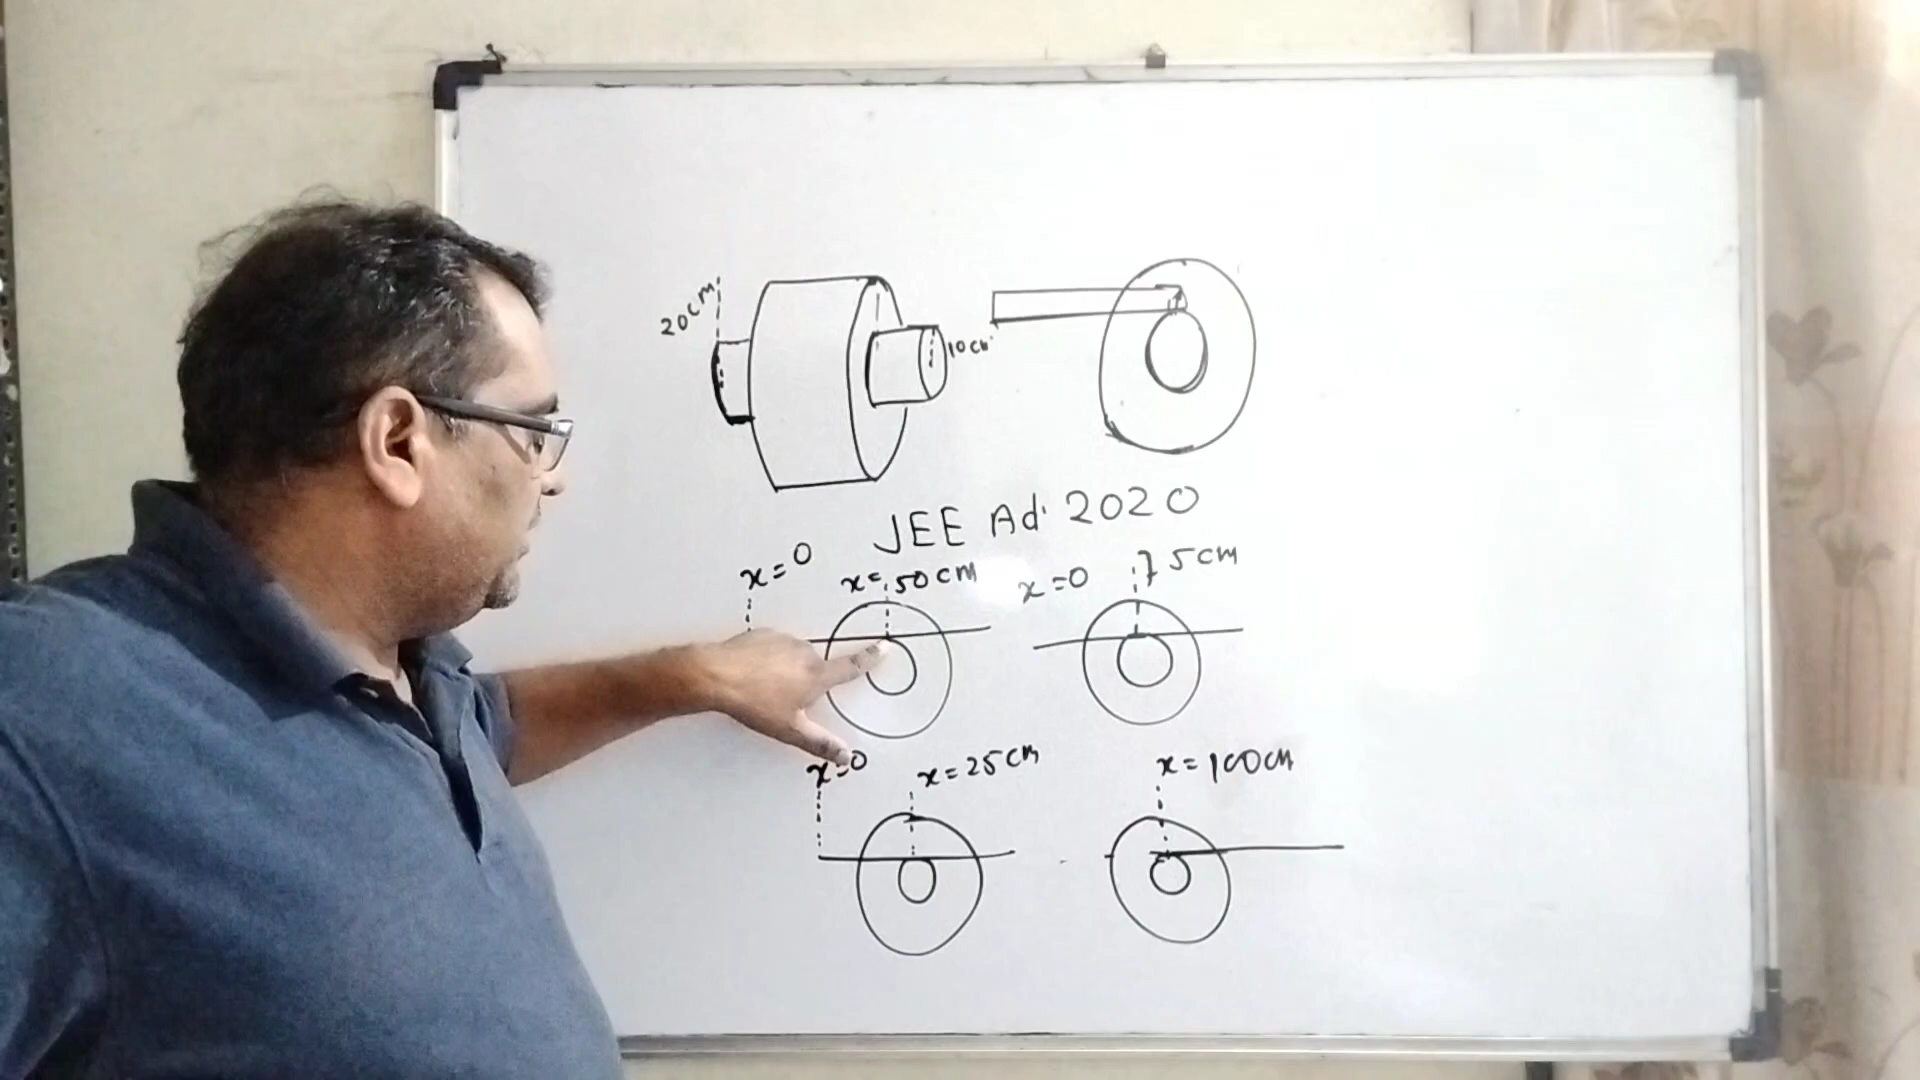 20cm
10cm
JEE Ad. 2020
x=0
x=50cm
x=0
75cm
x=0
x=25cm
x=100cm